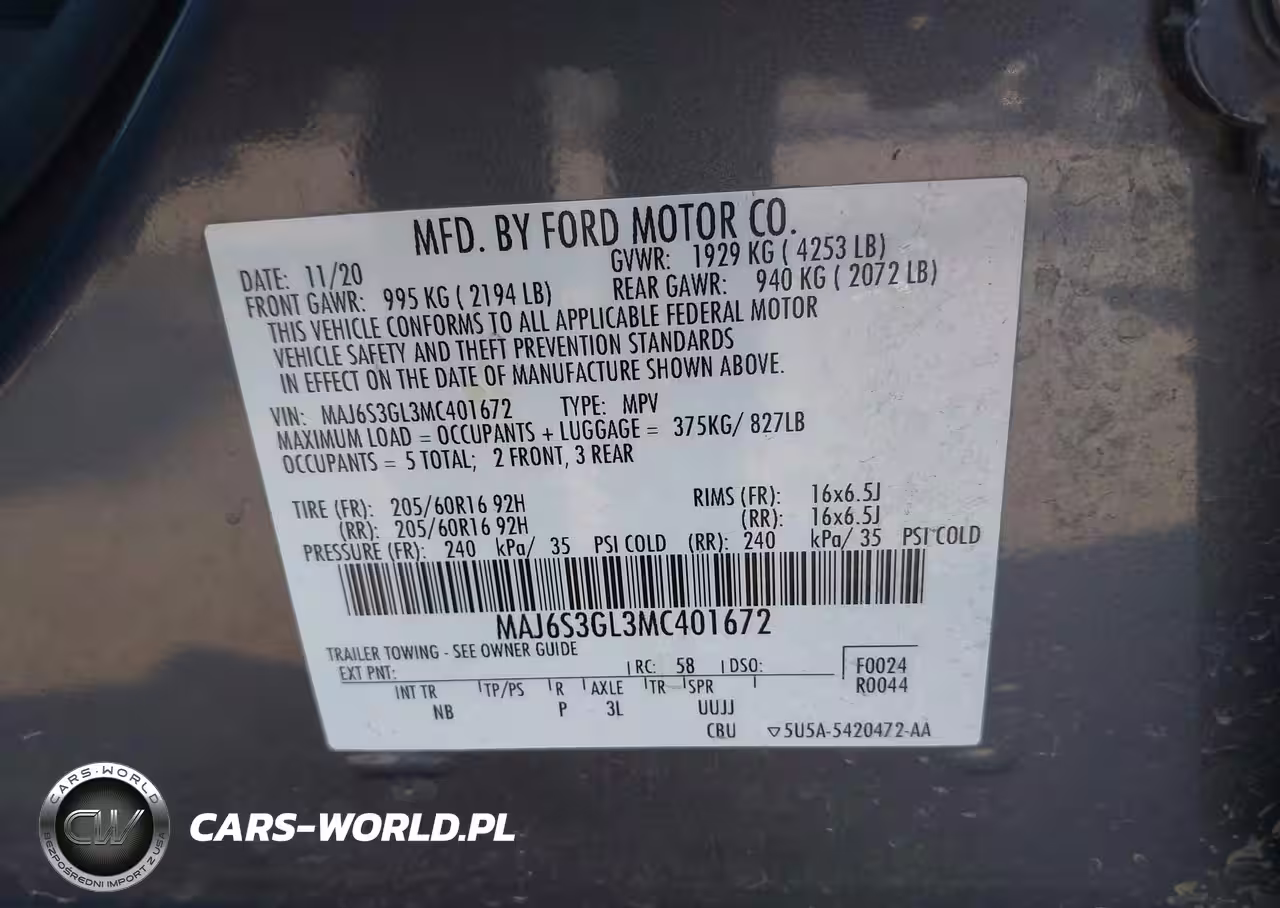 MFD. BY FORD MOTOR CO.
DATE: 11/20 GVWR: 1929 KG ( 4253 LB)
FRONT GAWR: 995 KG ( 2194 LB) REAR GAWR: 940 KG ( 2072 LB)
THIS VEHICLE CONFORMS TO ALL APPLICABLE FEDERAL MOTOR
VEHICLE SAFETY AND THEFT PREVENTION STANDARDS
IN EFFECT ON THE DATE OF MANUFACTURE SHOWN ABOVE.
VIN: MAJ6S3GL3MC401672 TYPE: MPV
MAXIMUM LOAD = OCCUPANTS + LUGGAGE = 375KG/ 827LB
OCCUPANTS = 5 TOTAL; 2 FRONT, 3 REAR
TIRE (FR): 205/60R16 92H RIMS (FR): 16x6.5J
(RR): 205/60R16 92H (RR): 16x6.5J
PRESSURE (FR): 240 kPa/ 35 PSI COLD (RR): 240 kPa/ 35 PSI COLD
MAJ6S3GL3MC401672
TRAILER TOWING - SEE OWNER GUIDE
EXT PNT: RC: 58 DSO: F0024
R0044
INT TR TP/PS R AXLE TR SPR
NB P 3L UUJJ
CBU ▽5U5A-5420472-AA
CARS-WORLD
CW
BEZPOŚREDNI IMPORT Z USA
CARS-WORLD.PL